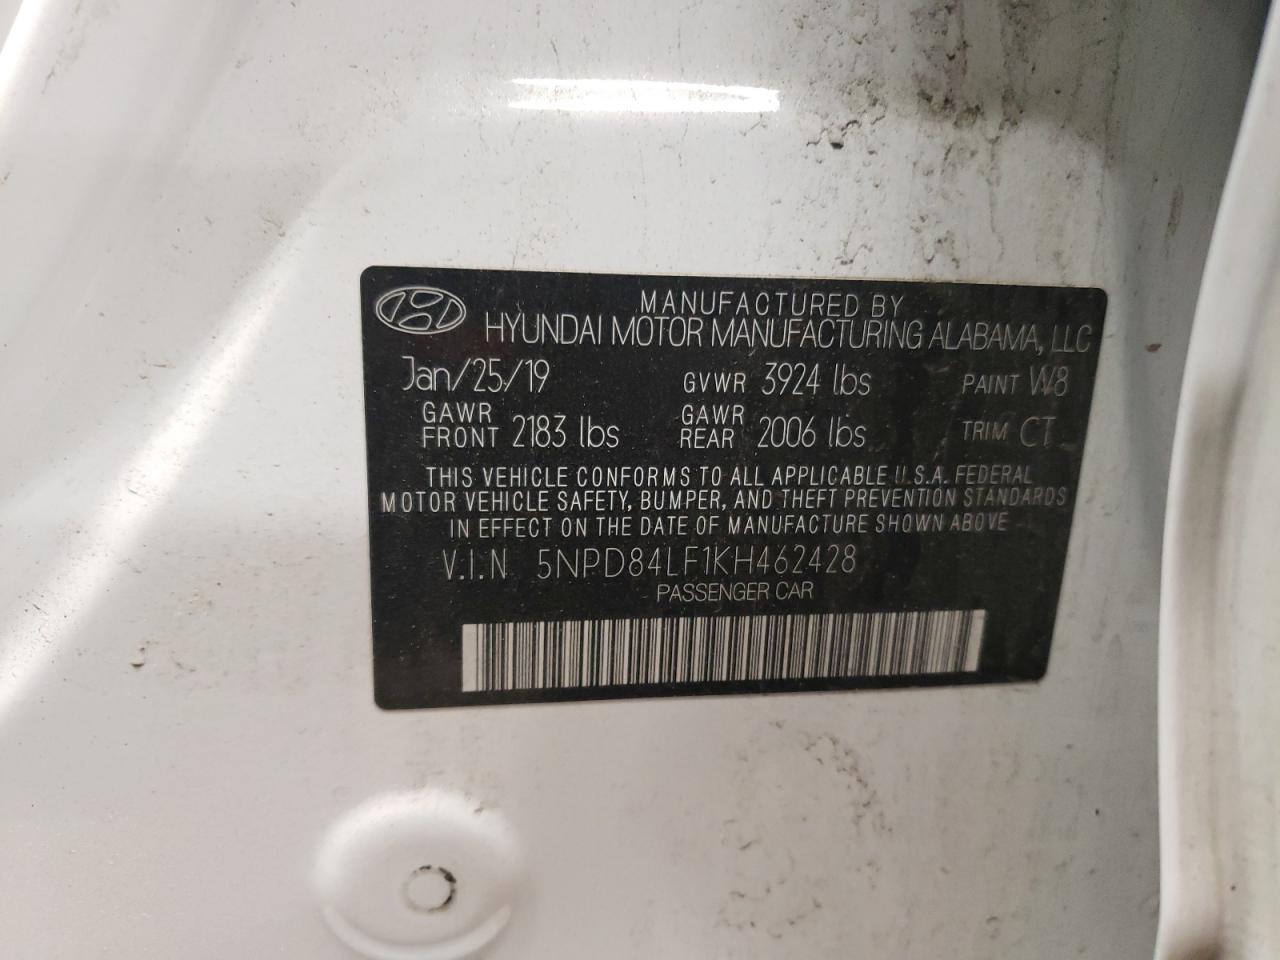 MANUFACTURED BY
HYUNDAI MOTOR MANUFACTURING ALABAMA, LLC
Jan/25/19 GVWR 3924 lbs PAINT W8
GAWR FRONT 2183 lbs GAWR REAR 2006 lbs TRIM CT
THIS VEHICLE CONFORMS TO ALL APPLICABLE U.S.A. FEDERAL
MOTOR VEHICLE SAFETY, BUMPER, AND THEFT PREVENTION STANDARDS
IN EFFECT ON THE DATE OF MANUFACTURE SHOWN ABOVE
V.I.N 5NPD84LF1KH462428
PASSENGER CAR